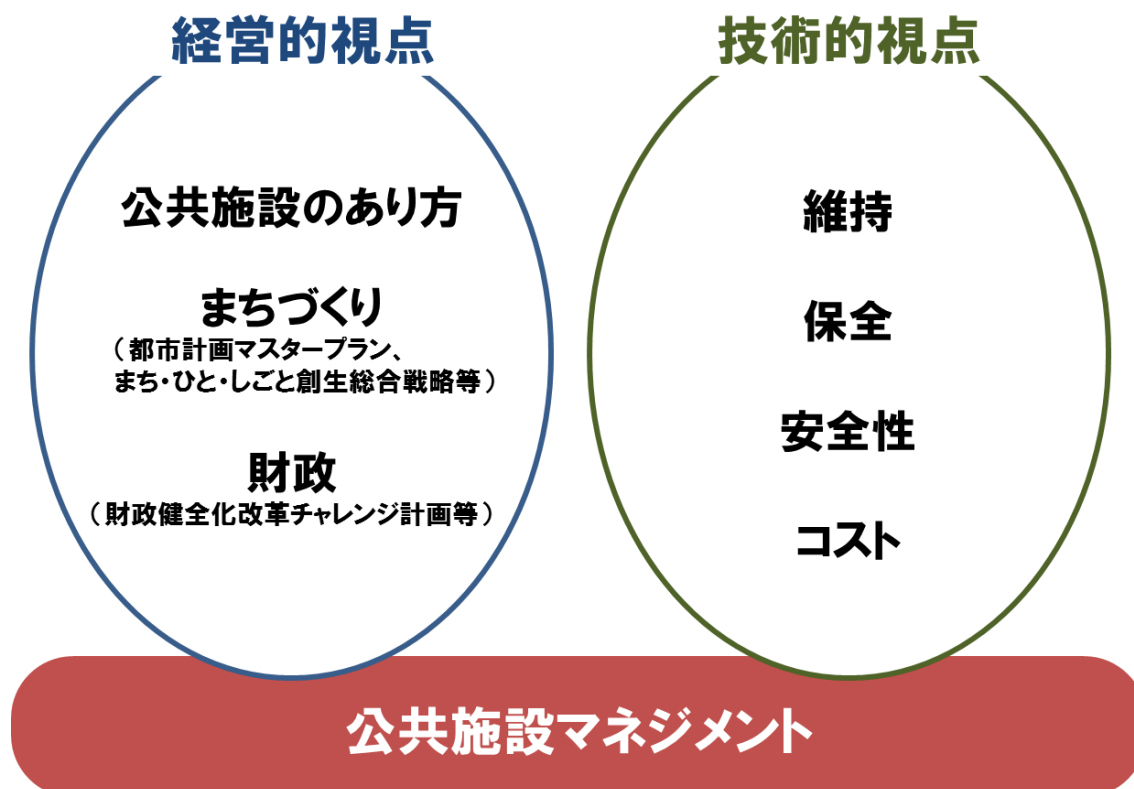 経営的視点
公共施設のあり方
まちづくり
（都市計画マスタープラン、
まち・ひと・しごと創生総合戦略等）
財政
（財政健全化改革チャレンジ計画等）
技術的視点
維持
保全
安全性
コスト
公共施設マネジメント